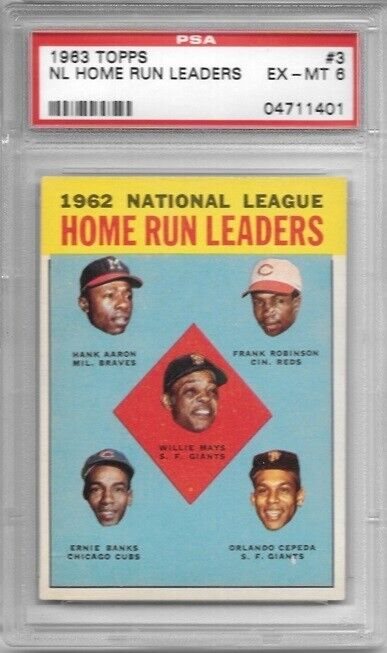 PSA
1963 TOPPS #3
NL HOME RUN LEADERS EX-MT 6
04711401
1962 NATIONAL LEAGUE
HOME RUN LEADERS
HANK AARON
MIL. BRAVES
FRANK ROBINSON
CIN. REDS
WILLIE MAYS
S. F. GIANTS
ERNIE BANKS
CHICAGO CUBS
ORLANDO CEPEDA
S. F. GIANTS